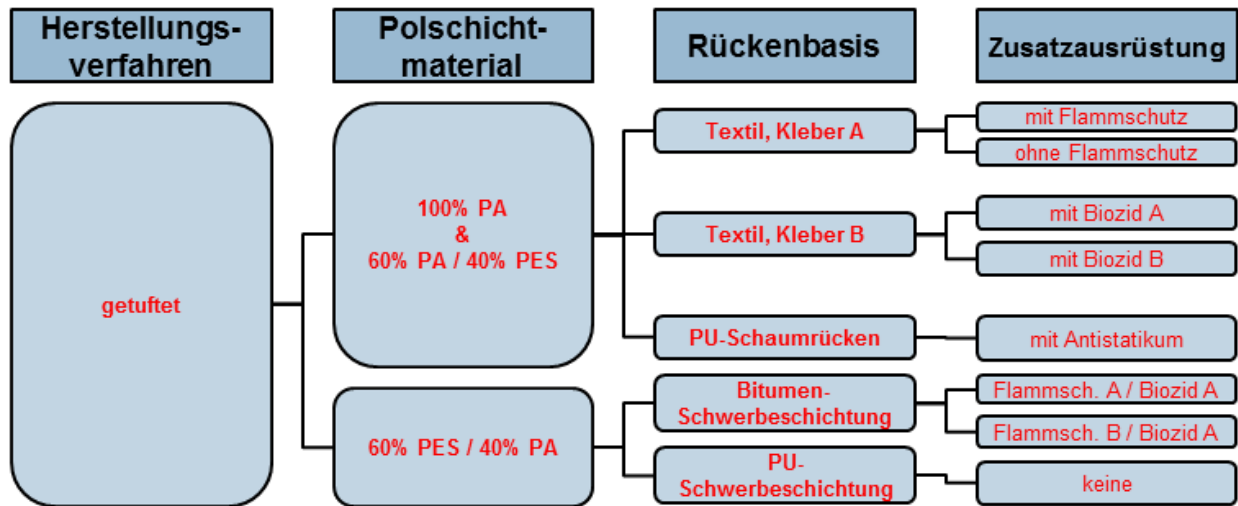 Herstellungs-
verfahren
Polschicht-
material
Rückenbasis
Zusatzausrüstung
getuftet
100% PA
&
60% PA / 40% PES
Textil, Kleber A
mit Flammschutz
ohne Flammschutz
Textil, Kleber B
mit Biozid A
mit Biozid B
PU-Schaumrücken
mit Antistatikum
60% PES / 40% PA
Bitumen-
Schwerbeschichtung
Flammsch. A / Biozid A
Flammsch. B / Biozid A
PU-
Schwerbeschichtung
keine